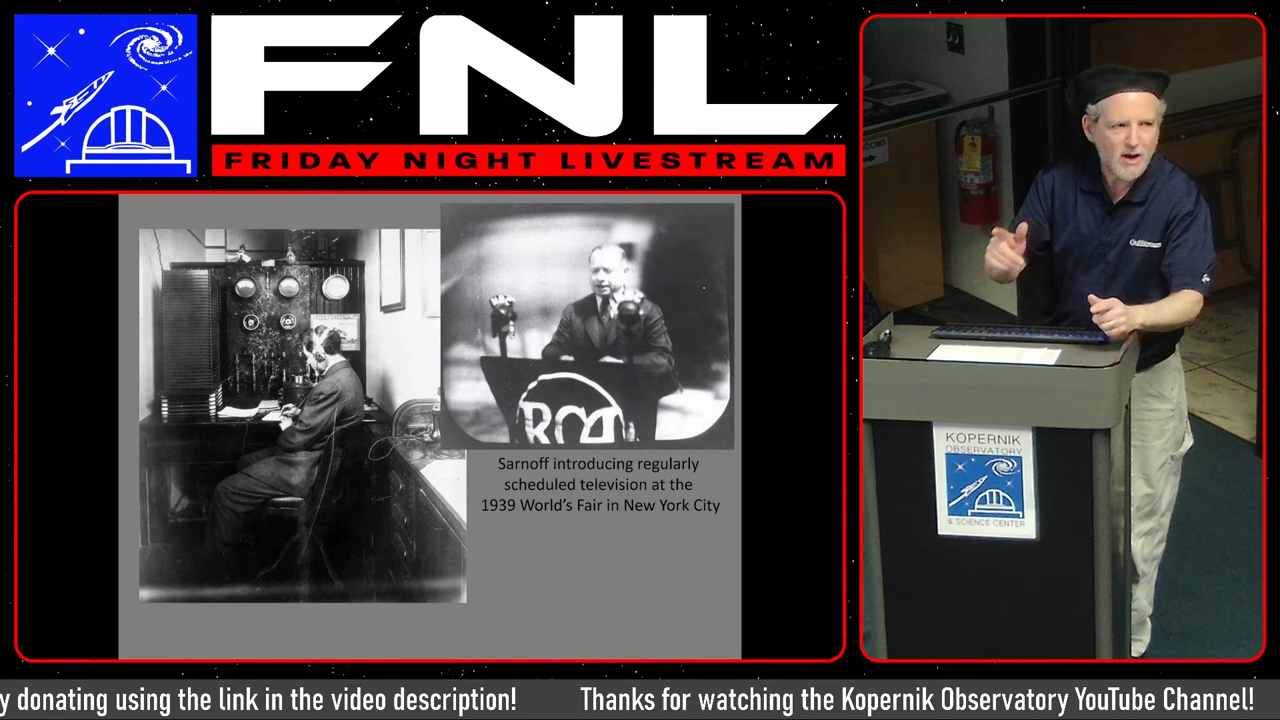 FNL
FRIDAY NIGHT LIVESTREAM
RCA
Sarnoff introducing regularly
scheduled television at the
1939 World's Fair in New York City
OOMS
GulfStream
KOPERNIK
OBSERVATORY
& SCIENCE CENTER
y donating using the link in the video description!
Thanks for watching the Kopernik Observatory YouTube Channel!